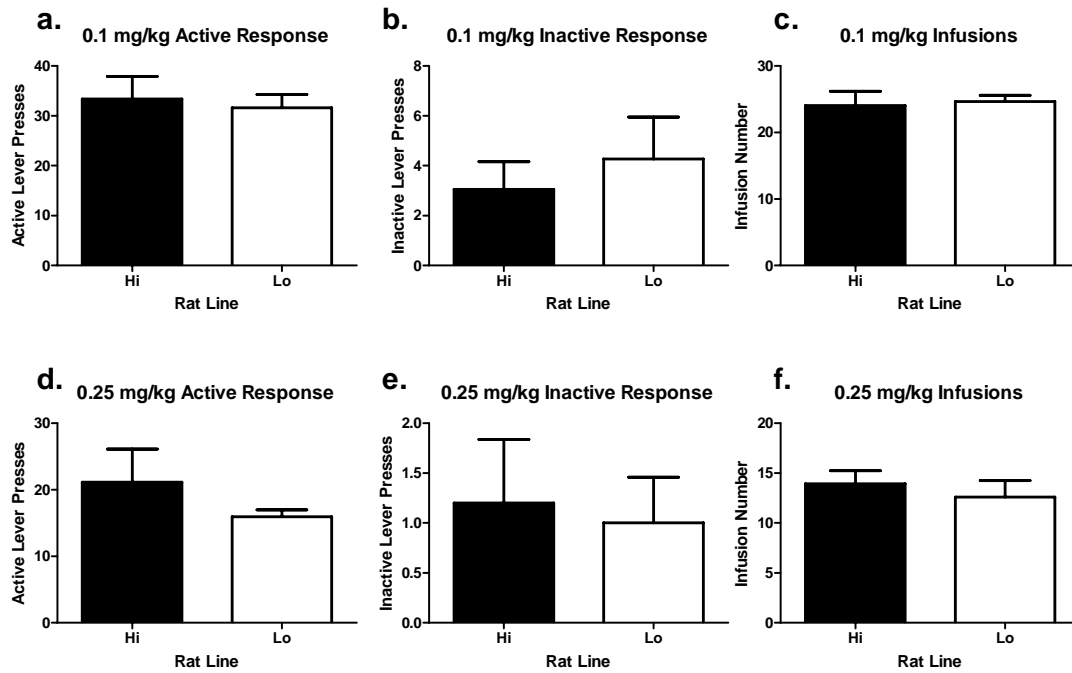 a.
0.1 mg/kg Active Response
Active Lever Presses
40
30
20
10
0
Hi
Lo
Rat Line
b.
0.1 mg/kg Inactive Response
Inactive Lever Presses
8
6
4
2
0
Hi
Lo
Rat Line
c.
0.1 mg/kg Infusions
Infusion Number
30
20
10
0
Hi
Lo
Rat Line
d.
0.25 mg/kg Active Response
Active Lever Presses
30
20
10
0
Hi
Lo
Rat Line
e.
0.25 mg/kg Inactive Response
Inactive Lever Presses
2.0
1.5
1.0
0.5
0.0
Hi
Lo
Rat Line
f.
0.25 mg/kg Infusions
Infusion Number
20
15
10
5
0
Hi
Lo
Rat Line